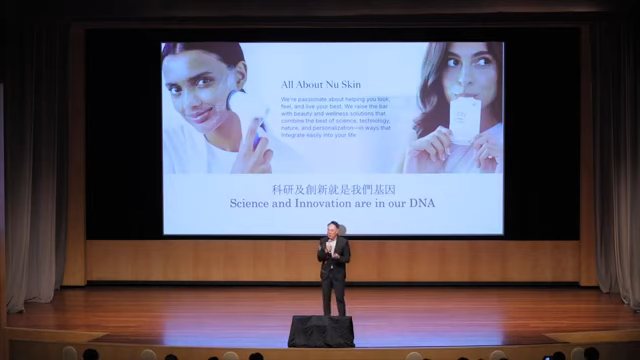 All About Nu Skin
We're passionate about helping you look,
feel, and live your best. We raise the bar
with beauty and wellness solutions that
combine the best of science, technology,
nature, and personalization—in ways that
integrate easily into your life.
科研及創新就是我們基因
Science and Innovation are in our DNA